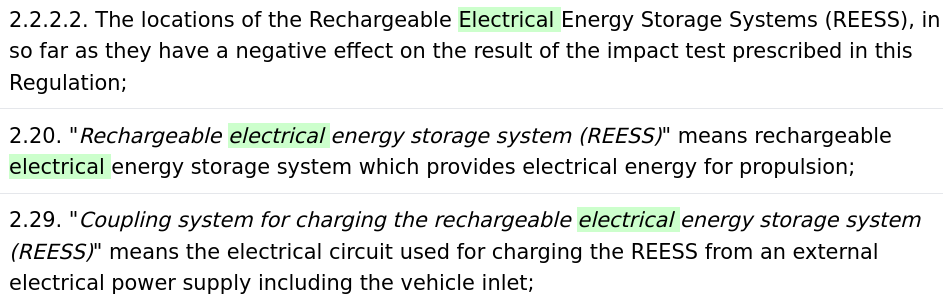 2.2.2.2. The locations of the Rechargeable Electrical Energy Storage Systems (REESS), in
so far as they have a negative effect on the result of the impact test prescribed in this
Regulation;
2.20. "Rechargeable electrical energy storage system (REESS)" means rechargeable
electrical energy storage system which provides electrical energy for propulsion;
2.29. "Coupling system for charging the rechargeable electrical energy storage system
(REESS)" means the electrical circuit used for charging the REESS from an external
electrical power supply including the vehicle inlet;